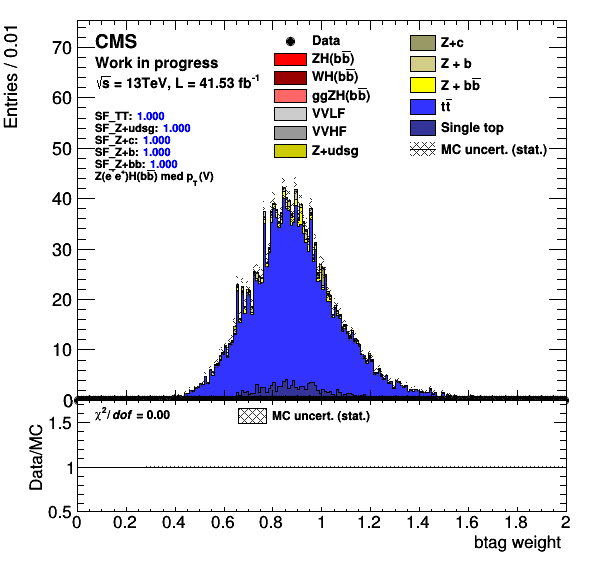 CMS
Work in progress
√s = 13TeV, L = 41.53 fb⁻¹
SF_TT: 1.000
SF_Z+udsg: 1.000
SF_Z+c: 1.000
SF_Z+b: 1.000
SF_Z+bb: 1.000
Z(e⁻e⁺)H(bb̅) med p_T(V)
Data
ZH(bb̅)
WH(bb̅)
ggZH(bb̅)
VVLF
VVHF
Z+udsg
Z+c
Z + b
Z + bb̅
tt̅
Single top
MC uncert. (stat.)
Entries / 0.01
70
60
50
40
30
20
10
0
χ²/dof = 0.00
MC uncert. (stat.)
Data/MC
1.5
1
0.5
0 0.2 0.4 0.6 0.8 1 1.2 1.4 1.6 1.8 2
btag weight